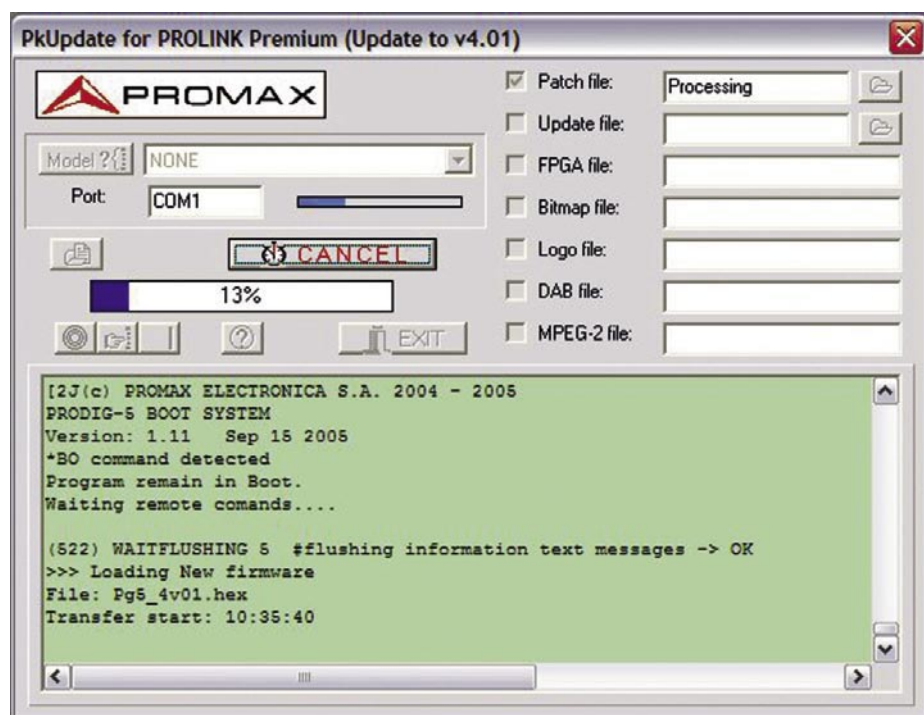 PkUpdate for PROLINK Premium (Update to v4.01)
PROMAX
Model ?
NONE
Port:
COM1
CANCEL
13%
?
EXIT
Patch file:
Processing
Update file:
FPGA file:
Bitmap file:
Logo file:
DAB file:
MPEG-2 file:
[2J(c) PROMAX ELECTRONICA S.A. 2004 - 2005
PRODIG-5 BOOT SYSTEM
Version: 1.11 Sep 15 2005
*BO command detected
Program remain in Boot.
Waiting remote comands....
(522) WAITFLUSHING 5 #flushing information text messages -> OK
>>> Loading New firmware
File: Pg5_4v01.hex
Transfer start: 10:35:40